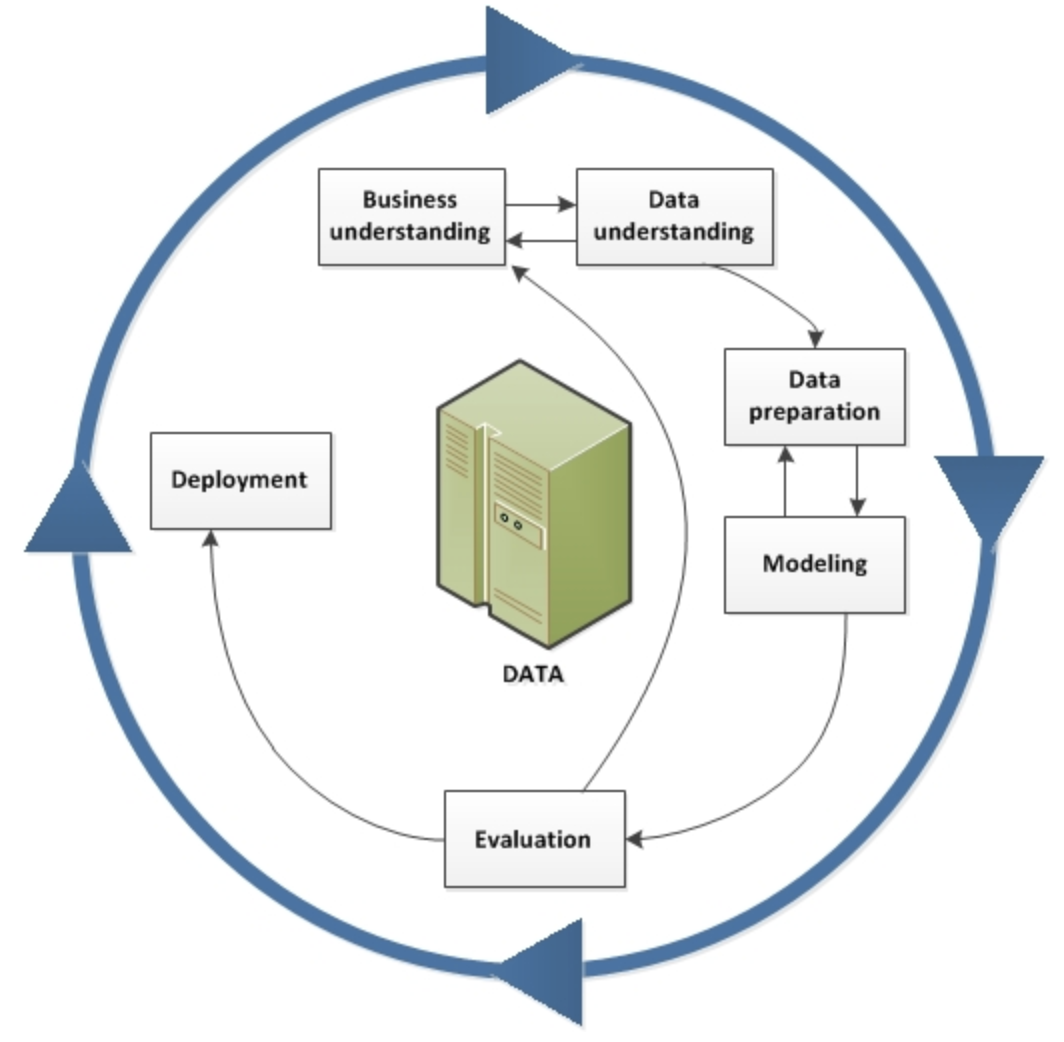 Business
understanding
Data
understanding
Data
preparation
Deployment
Modeling
DATA
Evaluation